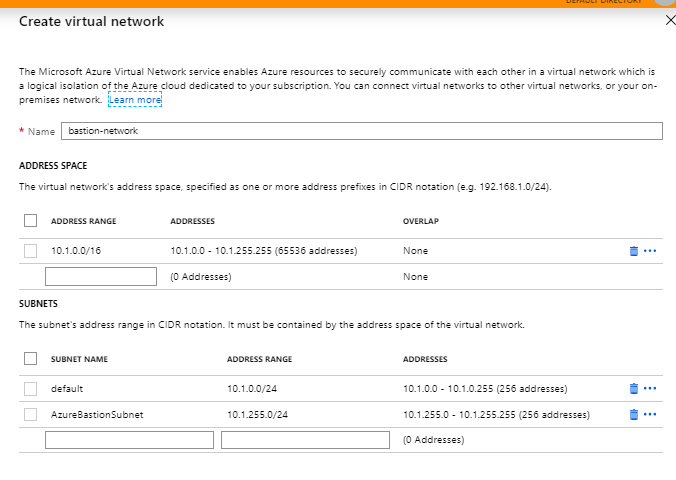 DEFAULT DIRECTORY
Create virtual network
The Microsoft Azure Virtual Network service enables Azure resources to securely communicate with each other in a virtual network which is
a logical isolation of the Azure cloud dedicated to your subscription. You can connect virtual networks to other virtual networks, or your on-
premises network. Learn more
* Name bastion-network
ADDRESS SPACE
The virtual network's address space, specified as one or more address prefixes in CIDR notation (e.g. 192.168.1.0/24).
ADDRESS RANGE ADDRESSES OVERLAP
10.1.0.0/16 10.1.0.0 - 10.1.255.255 (65536 addresses) None
(0 Addresses) None
SUBNETS
The subnet's address range in CIDR notation. It must be contained by the address space of the virtual network.
SUBNET NAME ADDRESS RANGE ADDRESSES
default 10.1.0.0/24 10.1.0.0 - 10.1.0.255 (256 addresses)
AzureBastionSubnet 10.1.255.0/24 10.1.255.0 - 10.1.255.255 (256 addresses)
(0 Addresses)